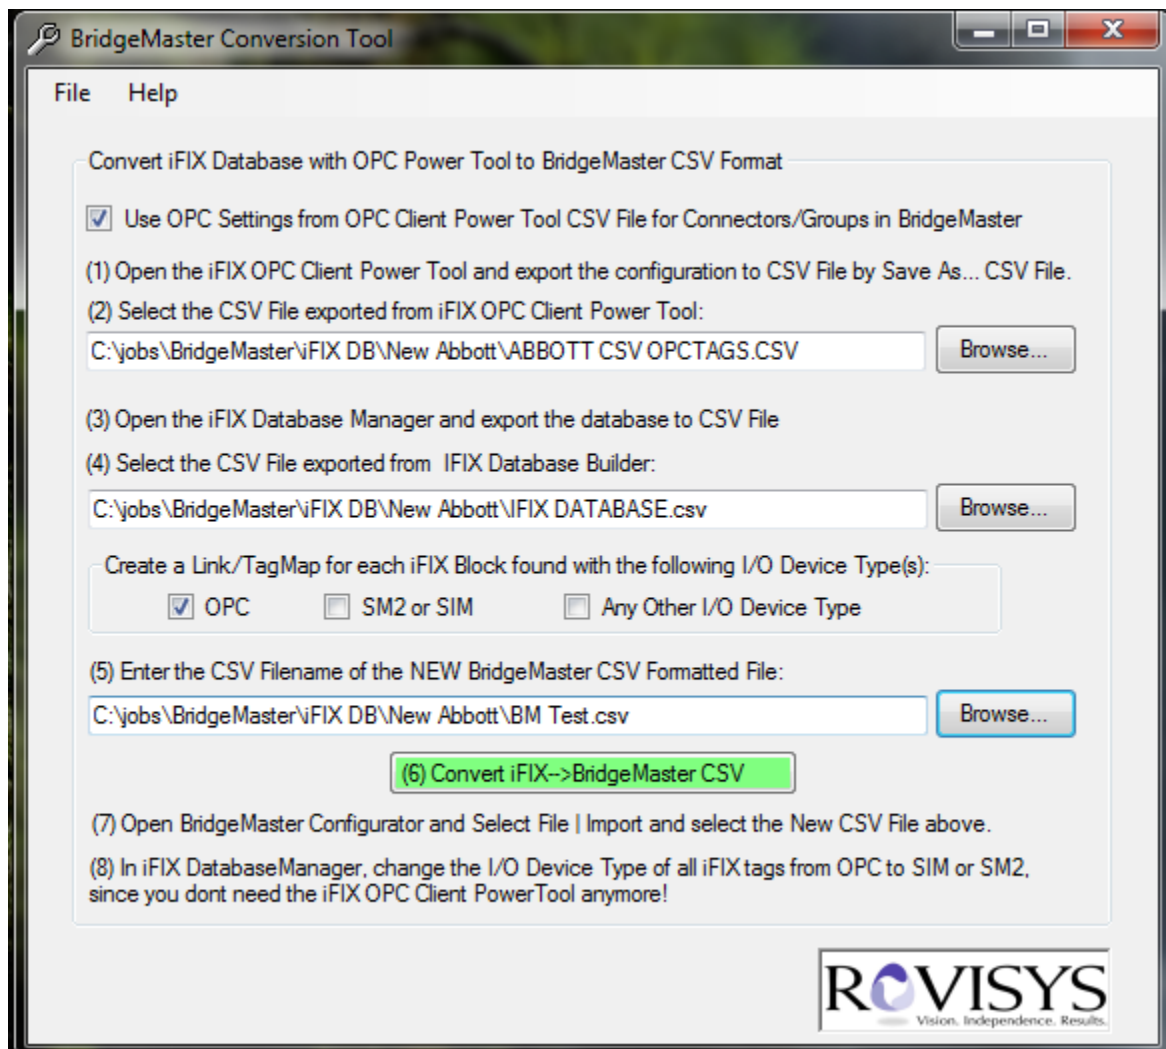 BridgeMaster Conversion Tool
File Help
Convert iFIX Database with OPC Power Tool to BridgeMaster CSV Format
Use OPC Settings from OPC Client Power Tool CSV File for Connectors/Groups in BridgeMaster
(1) Open the iFIX OPC Client Power Tool and export the configuration to CSV File by Save As... CSV File.
(2) Select the CSV File exported from iFIX OPC Client Power Tool:
C:\jobs\BridgeMaster\iFIX DB\New Abbott\ABBOTT CSV OPCTAGS.CSV
Browse...
(3) Open the iFIX Database Manager and export the database to CSV File
(4) Select the CSV File exported from IFIX Database Builder:
C:\jobs\BridgeMaster\iFIX DB\New Abbott\IFIX DATABASE.csv
Browse...
Create a Link/TagMap for each iFIX Block found with the following I/O Device Type(s):
OPC SM2 or SIM Any Other I/O Device Type
(5) Enter the CSV Filename of the NEW BridgeMaster CSV Formatted File:
C:\jobs\BridgeMaster\iFIX DB\New Abbott\BM Test.csv
Browse...
(6) Convert iFIX-->BridgeMaster CSV
(7) Open BridgeMaster Configurator and Select File | Import and select the New CSV File above.
(8) In iFIX DatabaseManager, change the I/O Device Type of all iFIX tags from OPC to SIM or SM2,
since you dont need the iFIX OPC Client PowerTool anymore!
ROVISYS
Vision. Independence. Results.